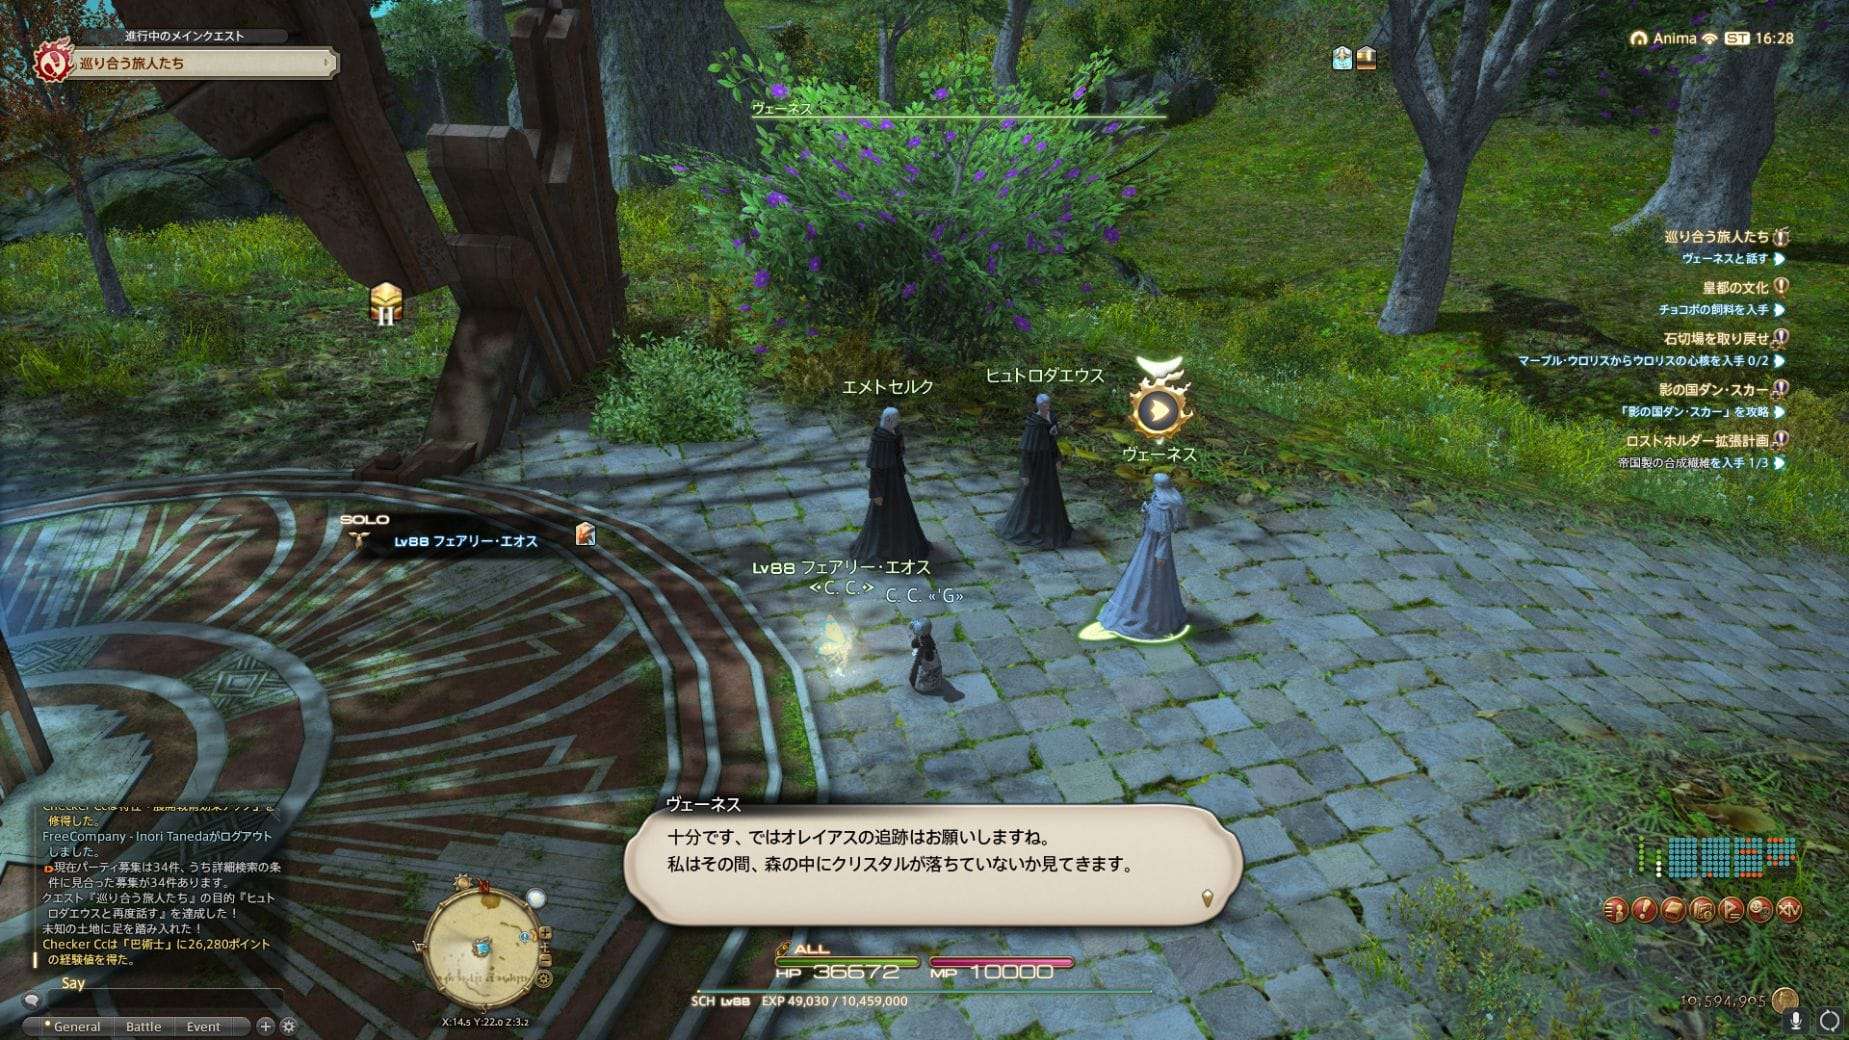 進行中のメインクエスト
巡り合う旅人たち
Anima ST 16:28
ヴェーネス
巡り合う旅人たち
ヴェーネスと話す
皇都の文化
チョコボの飼料を入手
石切場を取り戻せ
マーブル・ウロリスからウロリスの心核を入手 0/2
影の国ダン・スカー
「影の国ダン・スカー」を攻略
ロストホルダー拡張計画
帝国製の合成繊維を入手 1/3
エメトセルク
ヒュトロダエウス
ヴェーネス
SOLO
Lv88 フェアリー・エオス
Lv88 フェアリー・エオス
«C. C.»
C. C. «'G»
ヴェーネス
十分です、ではオレイアスの追跡はお願いしますね。
私はその間、森の中にクリスタルが落ちていないか見てきます。
修得した。
FreeCompany - Inori Tanedaがログアウト
しました。
現在パーティ募集は34件、うち詳細検索の条
件に見合った募集が34件あります。
クエスト『巡り合う旅人たち』の目的『ヒュト
ロダエウスと再度話す』を達成した！
未知の土地に足を踏み入れた！
Checker Ccは「巴術士」に26,280ポイント
の経験値を得た。
Say
General Battle Event
X:14.5 Y:22.0 Z:3.2
ALL
HP 36672 MP 10000
SCH Lv88 EXP 49,030 / 10,459,000
XIV
10,594,905